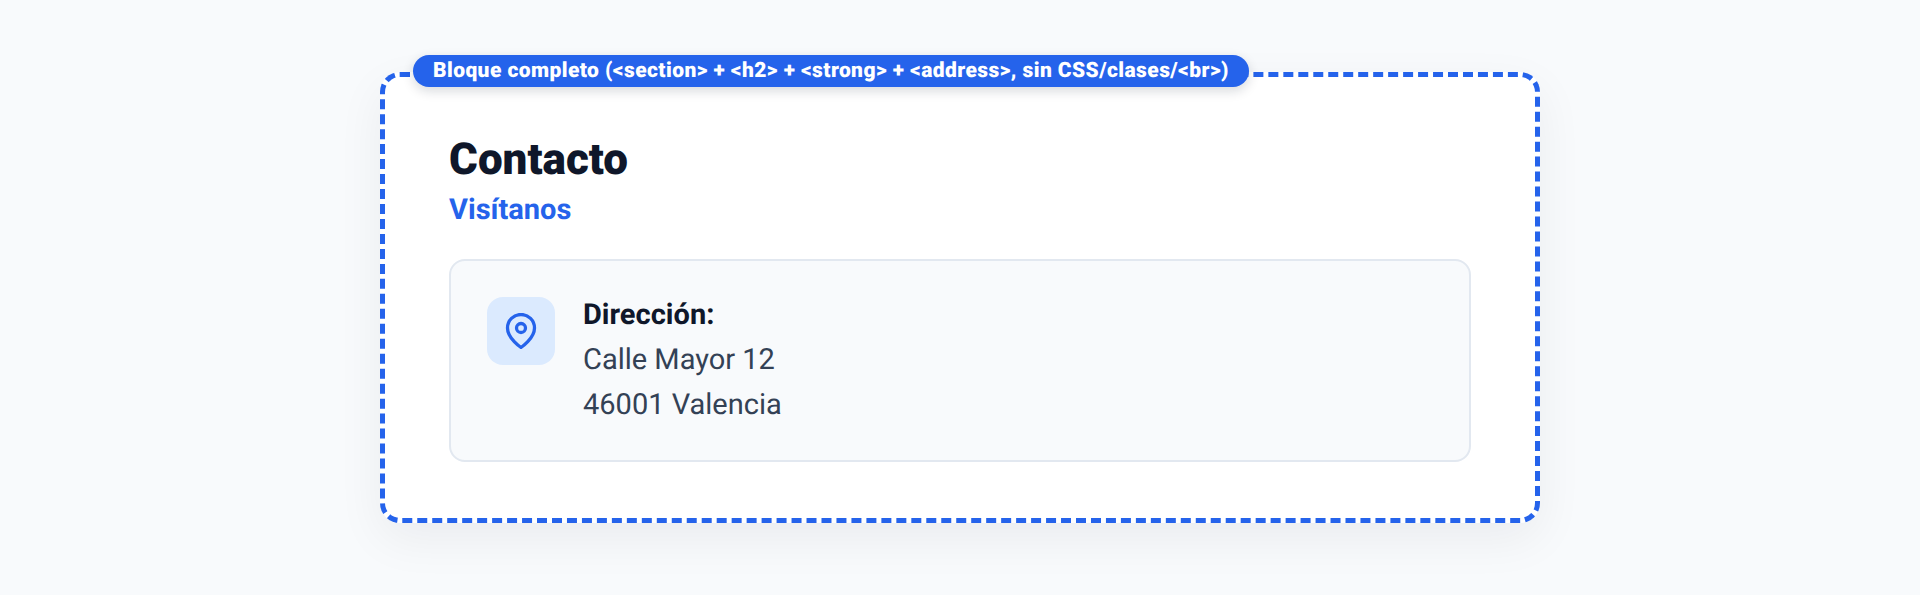 Bloque completo (<section> + <h2> + <strong> + <address>, sin CSS/clases/<br>)
Contacto
Visítanos
Dirección:
Calle Mayor 12
46001 Valencia